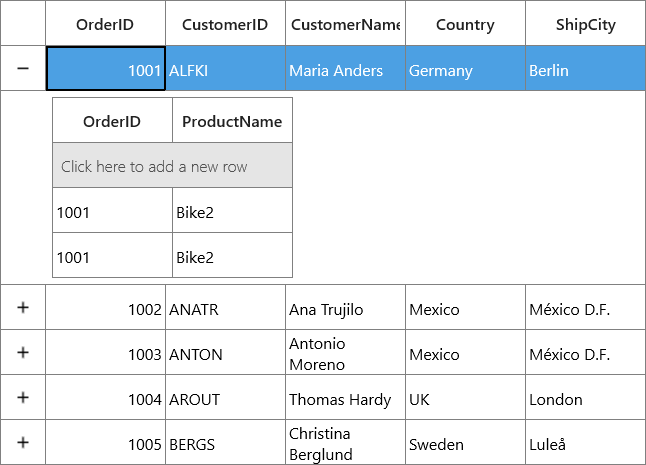 OrderID CustomerID CustomerName Country ShipCity
− 1001 ALFKI Maria Anders Germany Berlin
OrderID ProductName
Click here to add a new row
1001 Bike2
1001 Bike2
+ 1002 ANATR Ana Trujilo Mexico México D.F.
+ 1003 ANTON Antonio Moreno Mexico México D.F.
+ 1004 AROUT Thomas Hardy UK London
+ 1005 BERGS Christina Berglund Sweden Luleå